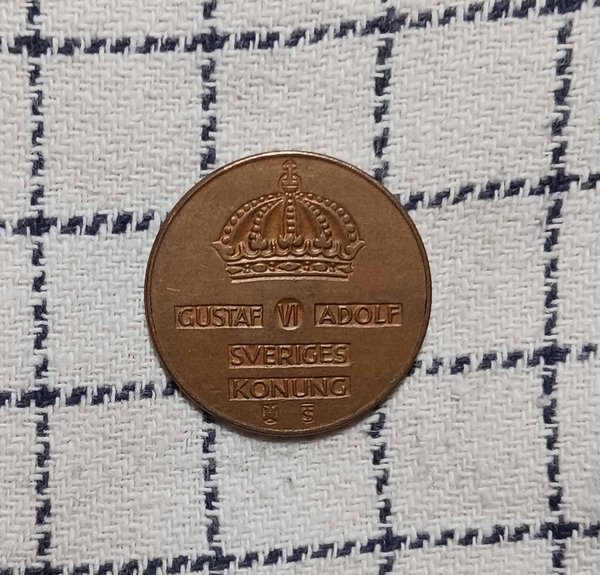 GUSTAF VI ADOLF
SVERIGES
KONUNG